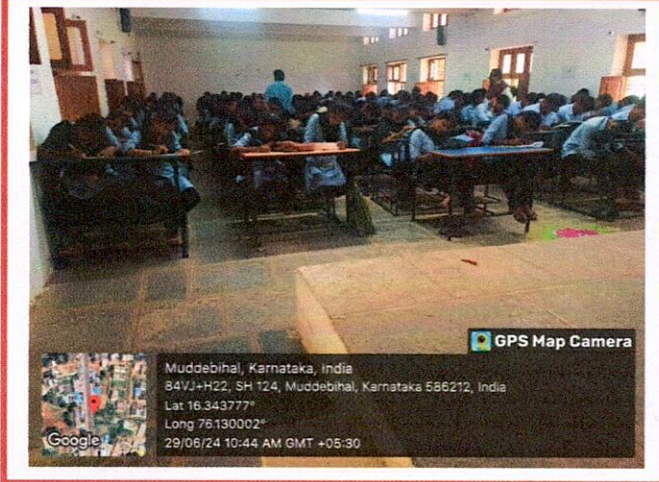 GPS Map Camera
Muddebihal, Karnataka, India
84VJ+H22, SH 124, Muddebihal, Karnataka 586212, India
Lat 16.343777°
Long 76.130002°
29/06/24 10:44 AM GMT +05:30
Google